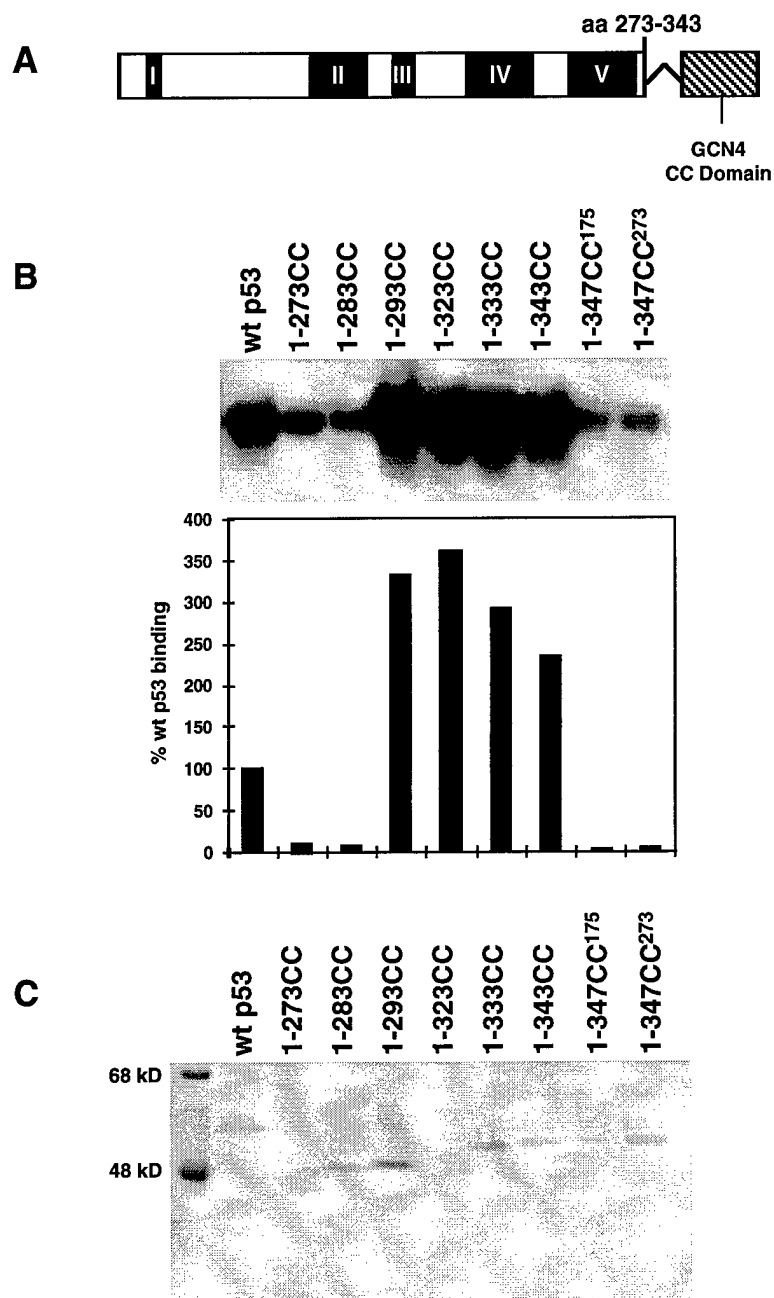 A
aa 273-343
I II III IV V
GCN4
CC Domain
B
wt p53
1-273CC
1-283CC
1-293CC
1-323CC
1-333CC
1-343CC
1-347CC¹⁷⁵
1-347CC²⁷³
% wt p53 binding
400
350
300
250
200
150
100
50
0
C
wt p53
1-273CC
1-283CC
1-293CC
1-323CC
1-333CC
1-343CC
1-347CC¹⁷⁵
1-347CC²⁷³
68 kD
48 kD